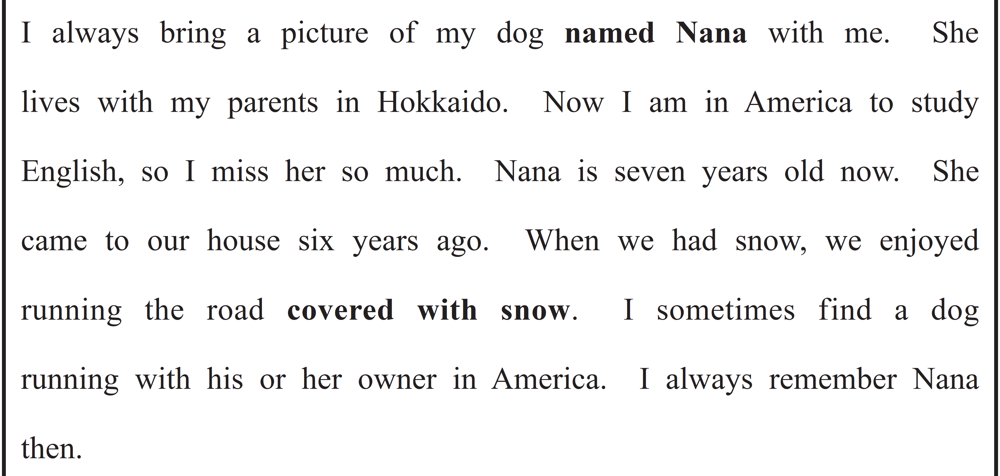 I always bring a picture of my dog named Nana with me. She
lives with my parents in Hokkaido. Now I am in America to study
English, so I miss her so much. Nana is seven years old now. She
came to our house six years ago. When we had snow, we enjoyed
running the road covered with snow. I sometimes find a dog
running with his or her owner in America. I always remember Nana
then.